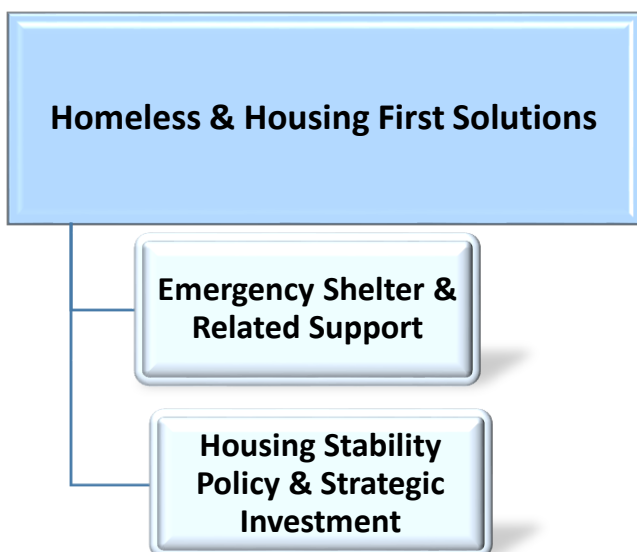 Homeless & Housing First Solutions
Emergency Shelter &
Related Support
Housing Stability
Policy & Strategic
Investment